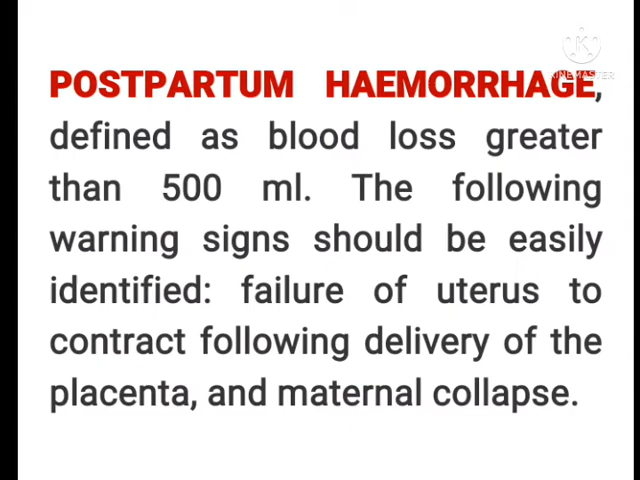 KINEMASTER
POSTPARTUM HAEMORRHAGE,
defined as blood loss greater
than 500 ml. The following
warning signs should be easily
identified: failure of uterus to
contract following delivery of the
placenta, and maternal collapse.